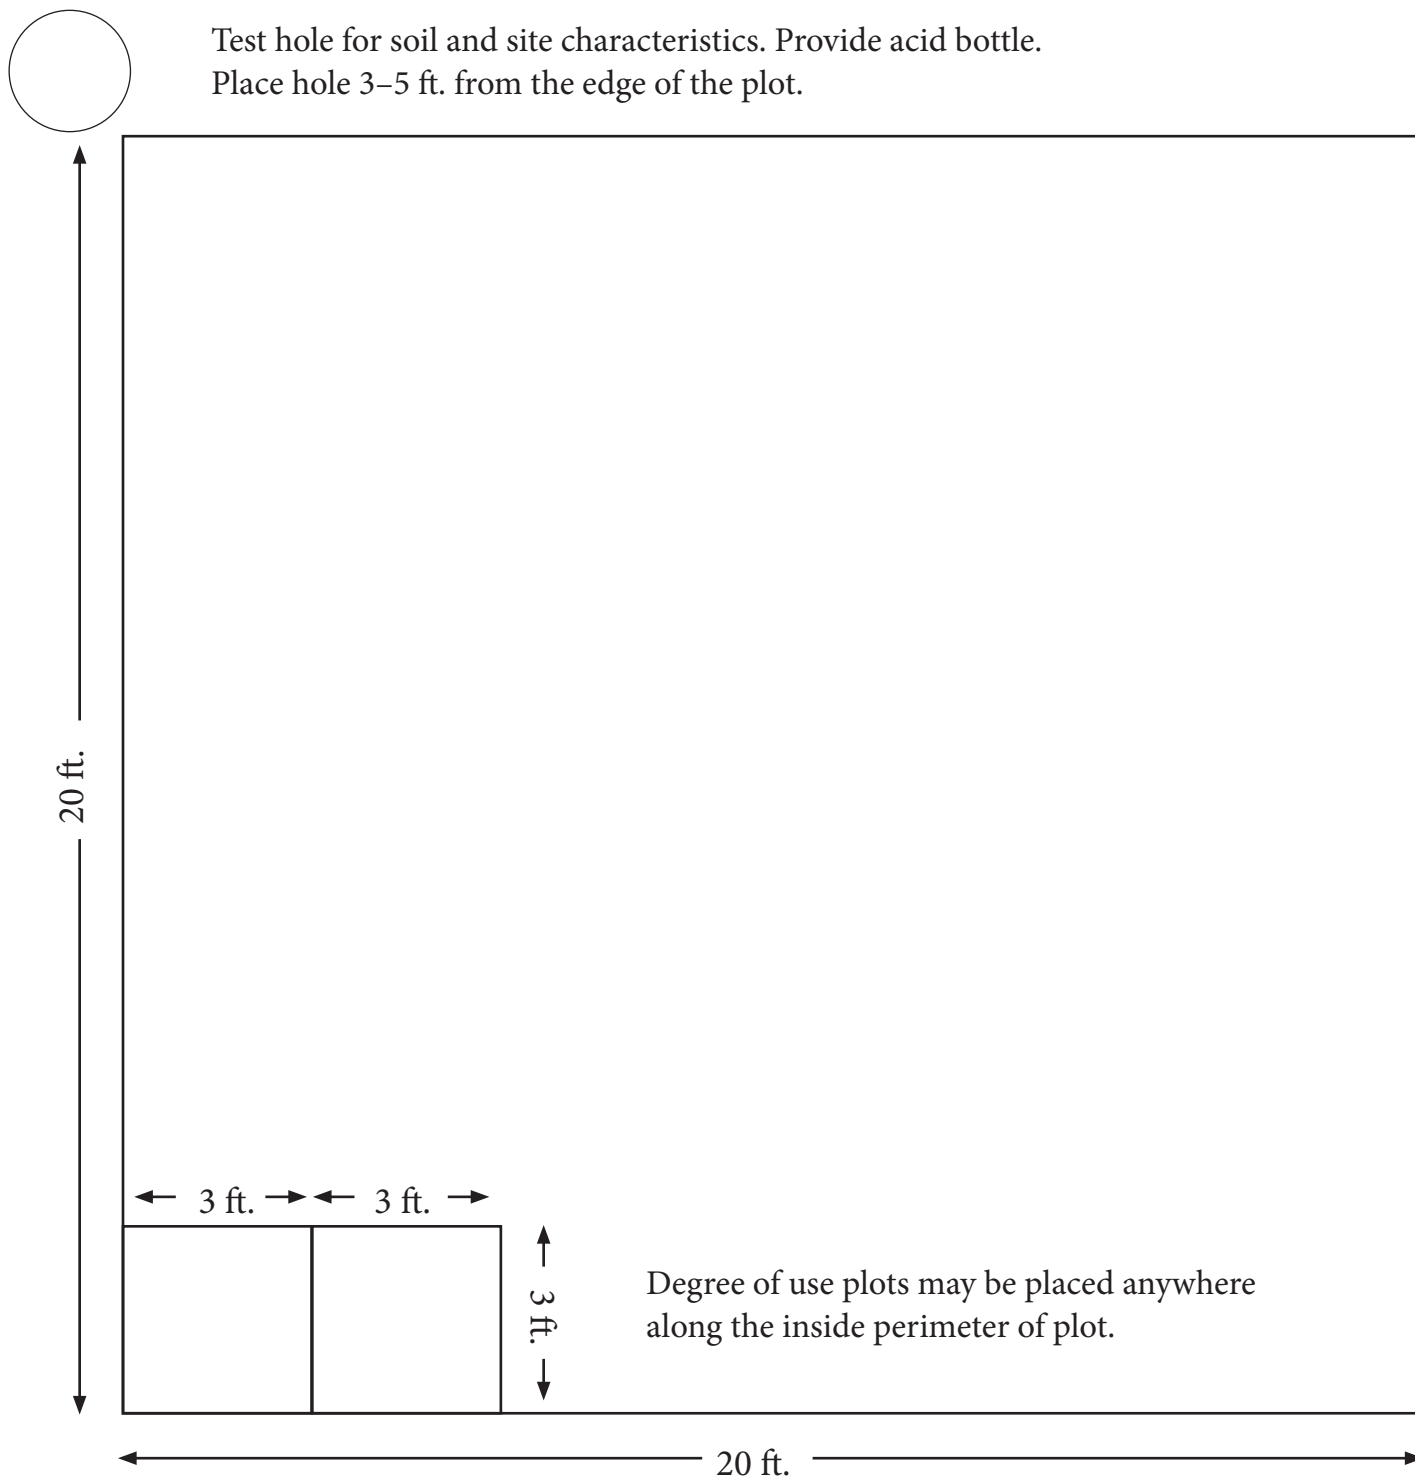 Test hole for soil and site characteristics. Provide acid bottle.
Place hole 3–5 ft. from the edge of the plot.
20 ft.
3 ft.
3 ft.
3 ft.
Degree of use plots may be placed anywhere
along the inside perimeter of plot.
20 ft.